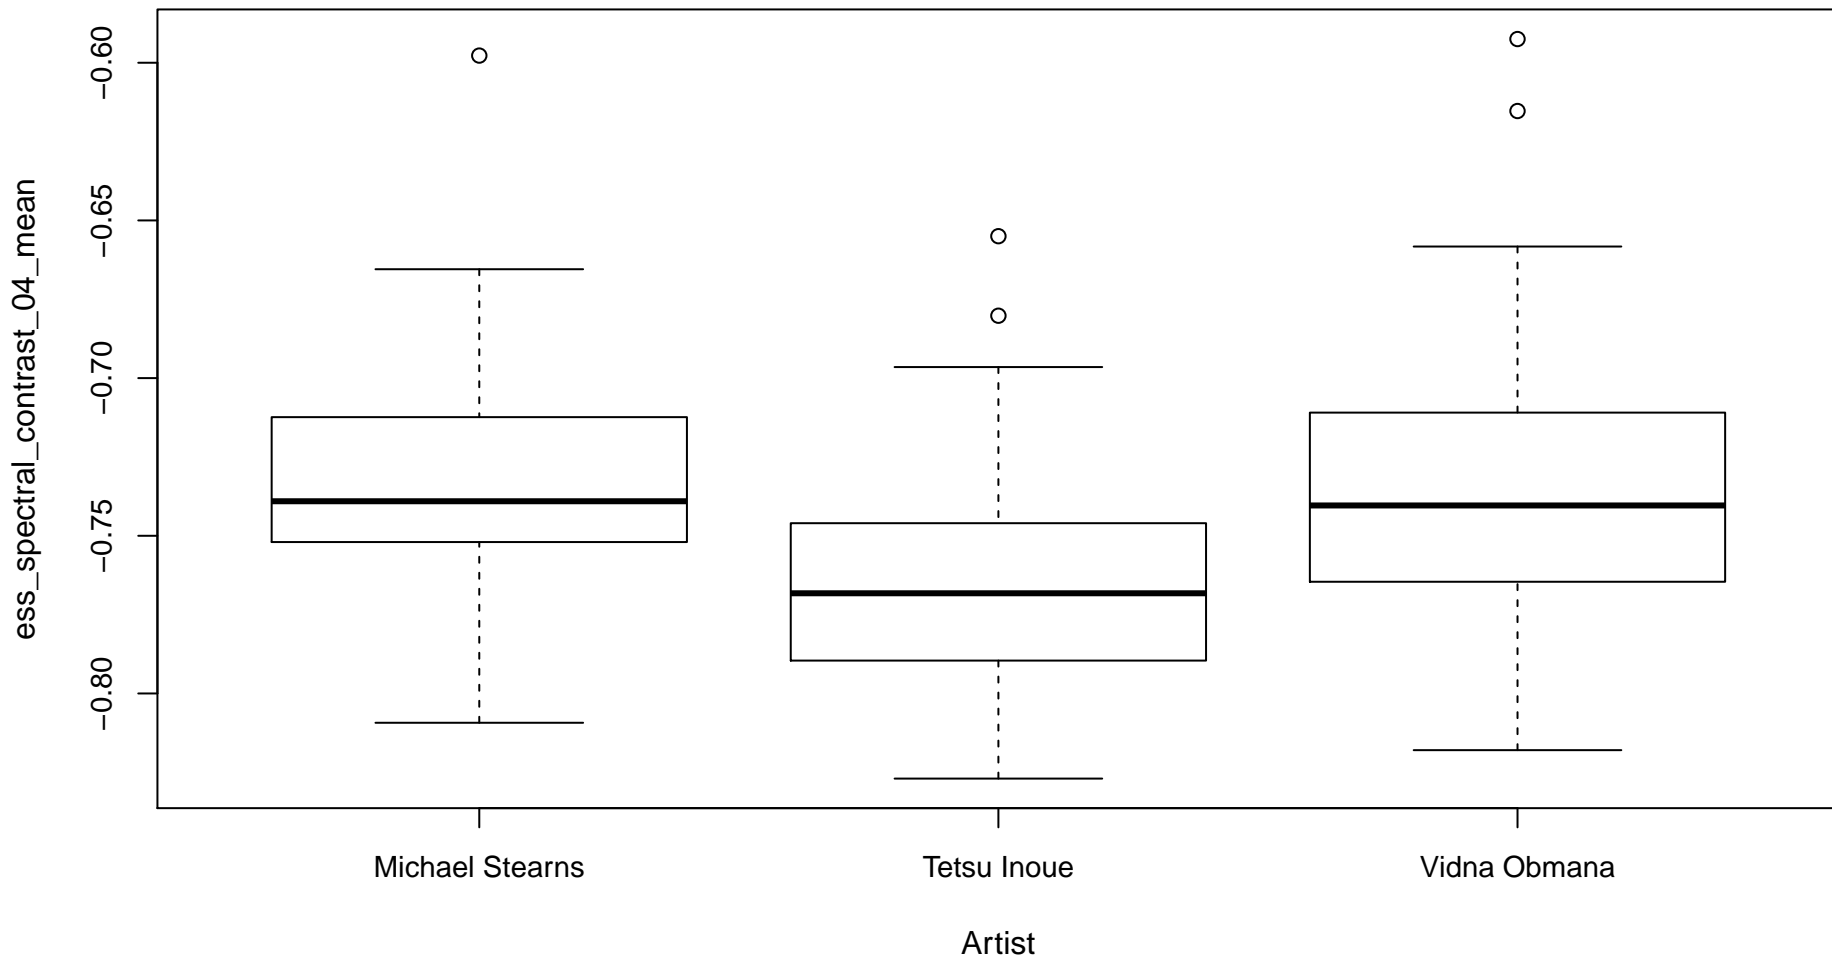 ess_spectral_contrast_04_mean
−0.60
−0.65
−0.70
−0.75
−0.80
Michael Stearns
Tetsu Inoue
Vidna Obmana
Artist